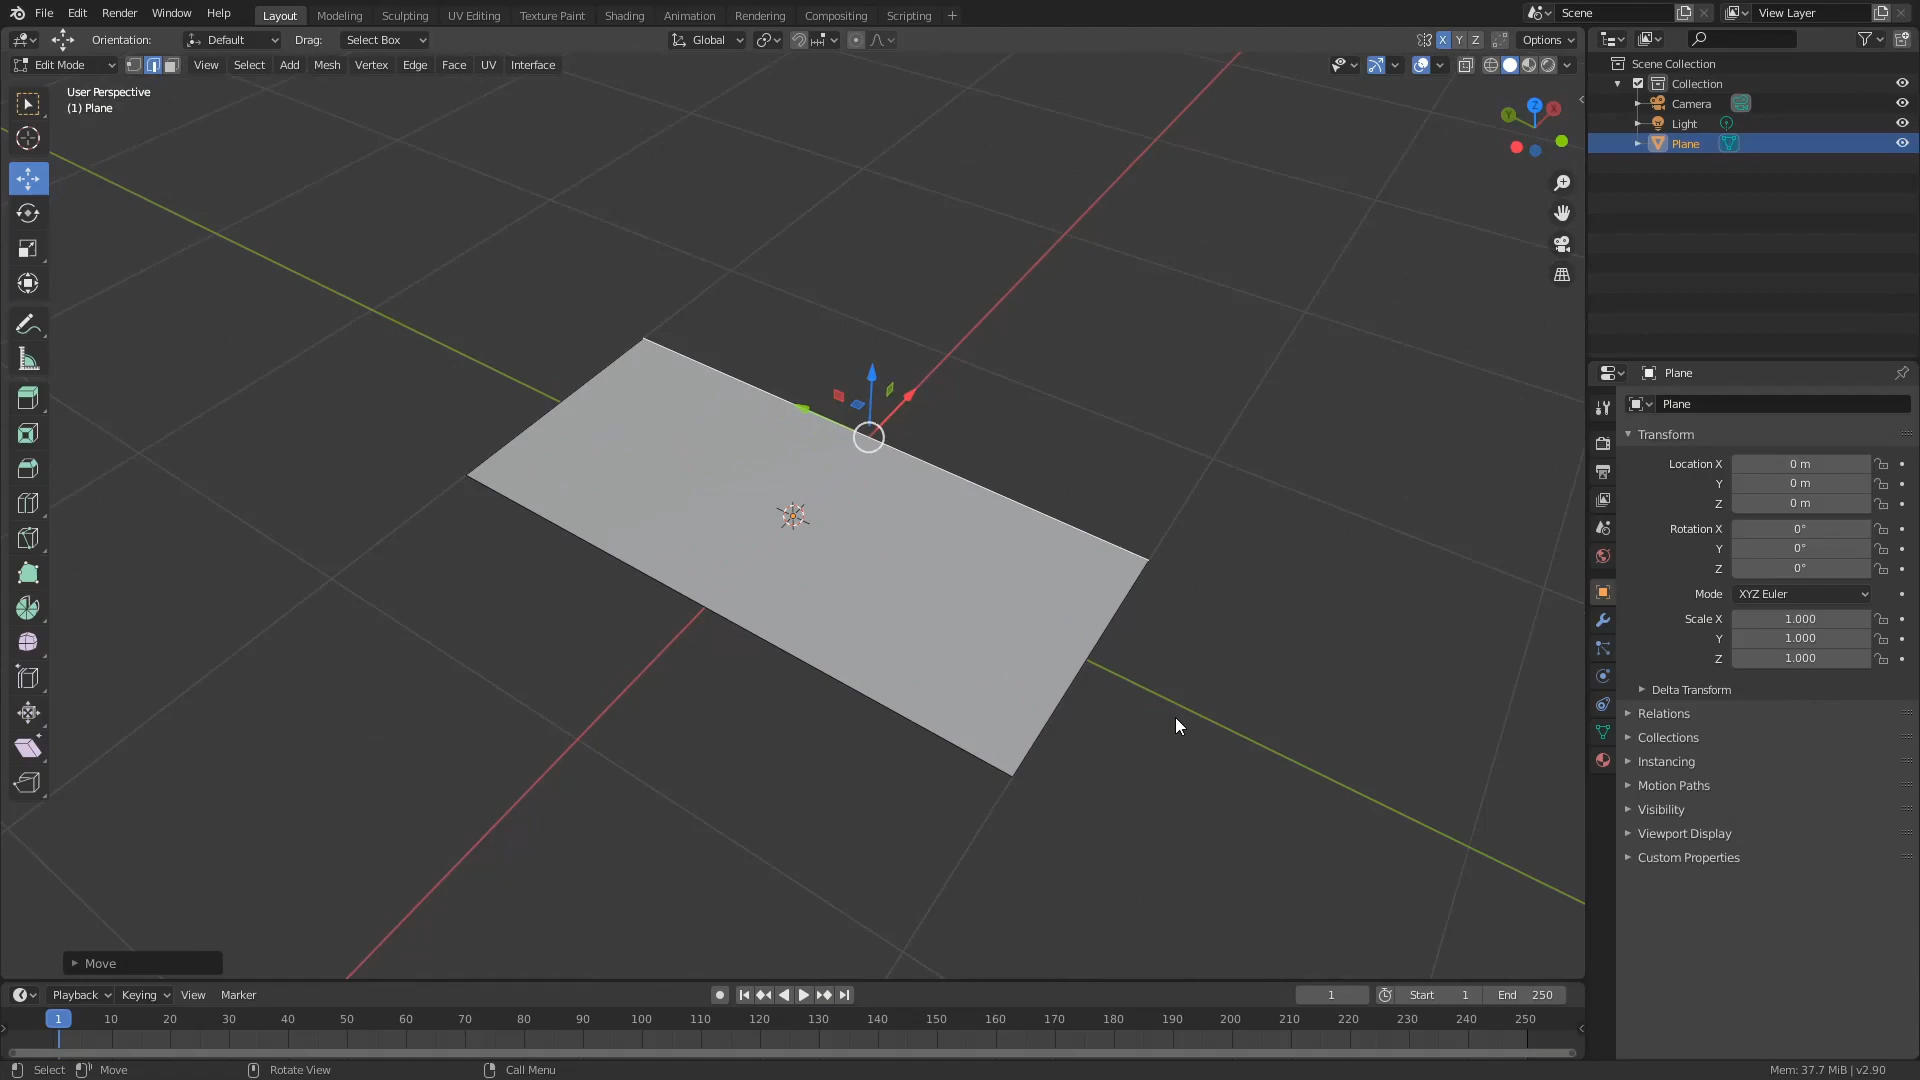 File Edit Render Window Help Layout Modeling Sculpting UV Editing Texture Paint Shading Animation Rendering Compositing Scripting + Scene View Layer
Orientation: Default Drag: Select Box Global X Y Z Options
Edit Mode View Select Add Mesh Vertex Edge Face UV Interface
User Perspective
(1) Plane
Z
X
Y
Scene Collection
Collection
Camera
Light
Plane
Plane
Plane
Transform
Location X 0 m
Y 0 m
Z 0 m
Rotation X 0°
Y 0°
Z 0°
Mode XYZ Euler
Scale X 1.000
Y 1.000
Z 1.000
Delta Transform
Relations
Collections
Instancing
Motion Paths
Visibility
Viewport Display
Custom Properties
Move
Playback Keying View Marker 1 Start 1 End 250
1 10 20 30 40 50 60 70 80 90 100 110 120 130 140 150 160 170 180 190 200 210 220 230 240 250
Select Move Rotate View Call Menu Mem: 37.7 MiB | v2.90